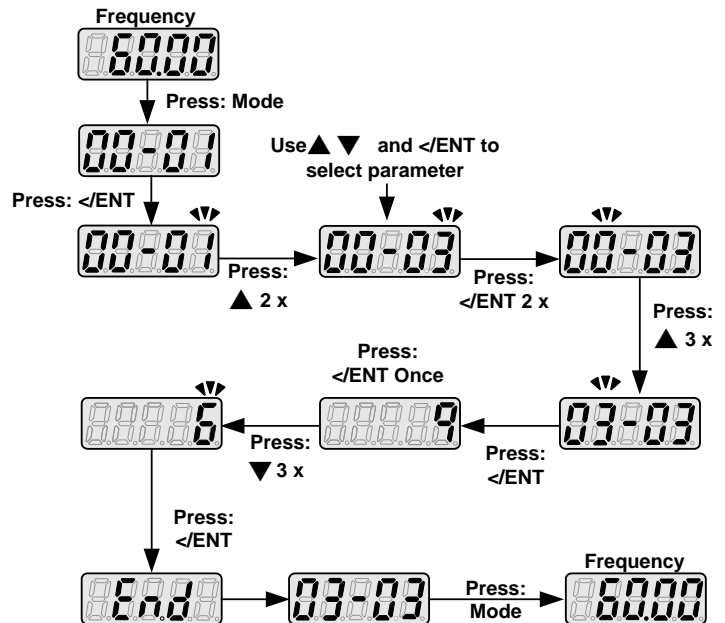 Frequency
60.00
Press: Mode
00-01
Use ▲ ▼ and </ENT to
select parameter
Press: </ENT
00-01
Press:
▲ 2 x
00-03
Press:
</ENT 2 x
00-03
Press:
▲ 3 x
03-03
Press:
</ENT
Press:
</ENT Once
9
Press:
▼ 3 x
6
Press:
</ENT
End
03-03
Press:
Mode
Frequency
60.00